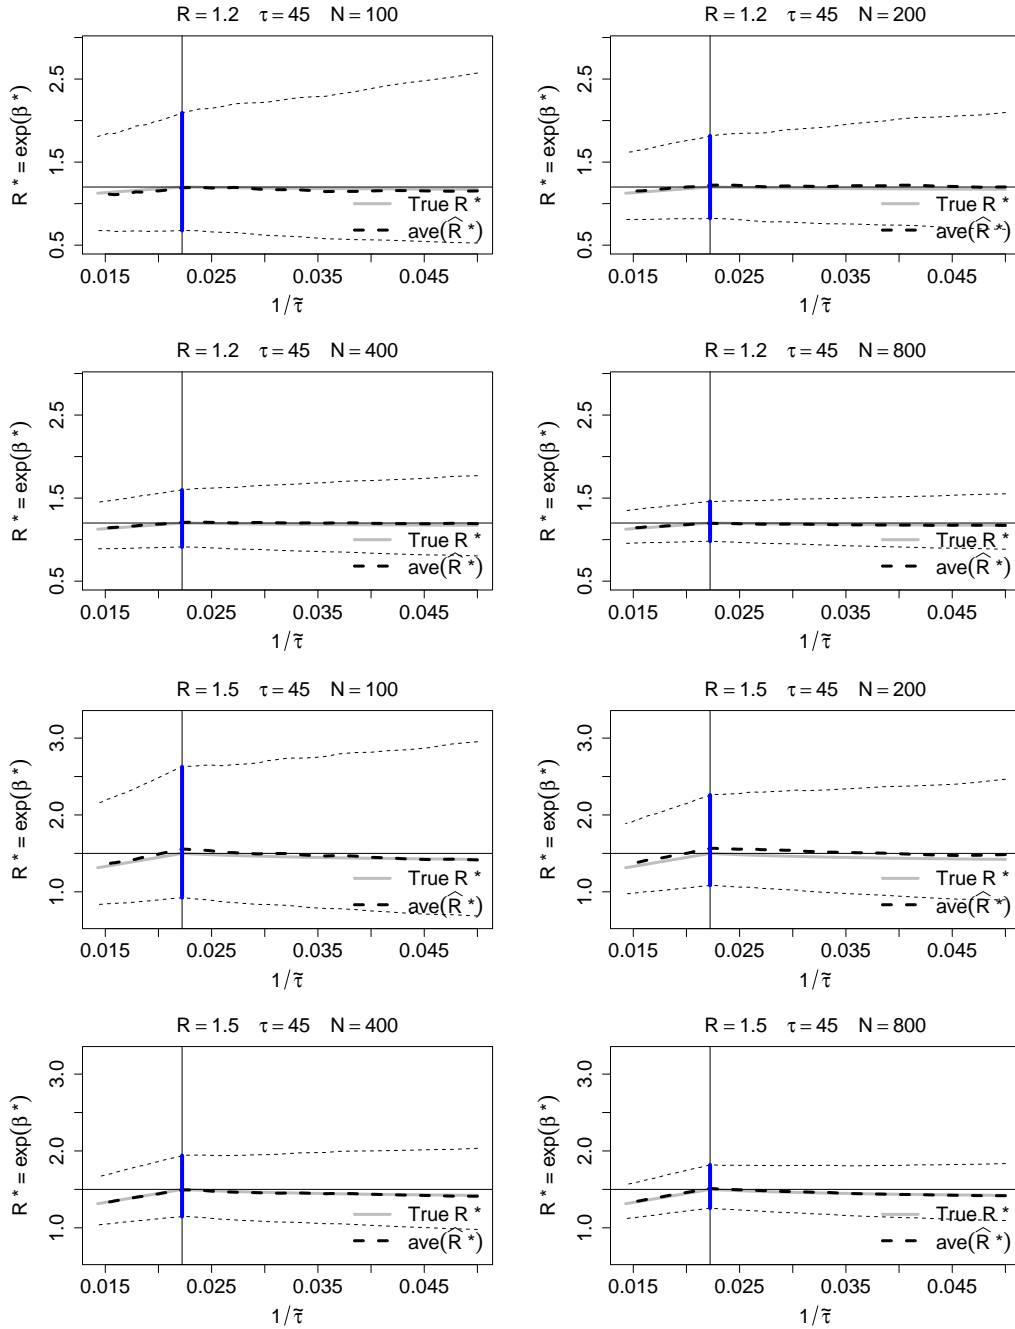 R = 1.2 τ = 45 N = 100
R * = exp(β *)
0.5 1.5 2.5
True R *
ave(R̂ *)
0.015 0.025 0.035 0.045
1/τ̃
R = 1.2 τ = 45 N = 200
R * = exp(β *)
0.5 1.5 2.5
True R *
ave(R̂ *)
0.015 0.025 0.035 0.045
1/τ̃
R = 1.2 τ = 45 N = 400
R * = exp(β *)
0.5 1.5 2.5
True R *
ave(R̂ *)
0.015 0.025 0.035 0.045
1/τ̃
R = 1.2 τ = 45 N = 800
R * = exp(β *)
0.5 1.5 2.5
True R *
ave(R̂ *)
0.015 0.025 0.035 0.045
1/τ̃
R = 1.5 τ = 45 N = 100
R * = exp(β *)
1.0 2.0 3.0
True R *
ave(R̂ *)
0.015 0.025 0.035 0.045
1/τ̃
R = 1.5 τ = 45 N = 200
R * = exp(β *)
1.0 2.0 3.0
True R *
ave(R̂ *)
0.015 0.025 0.035 0.045
1/τ̃
R = 1.5 τ = 45 N = 400
R * = exp(β *)
1.0 2.0 3.0
True R *
ave(R̂ *)
0.015 0.025 0.035 0.045
1/τ̃
R = 1.5 τ = 45 N = 800
R * = exp(β *)
1.0 2.0 3.0
True R *
ave(R̂ *)
0.015 0.025 0.035 0.045
1/τ̃